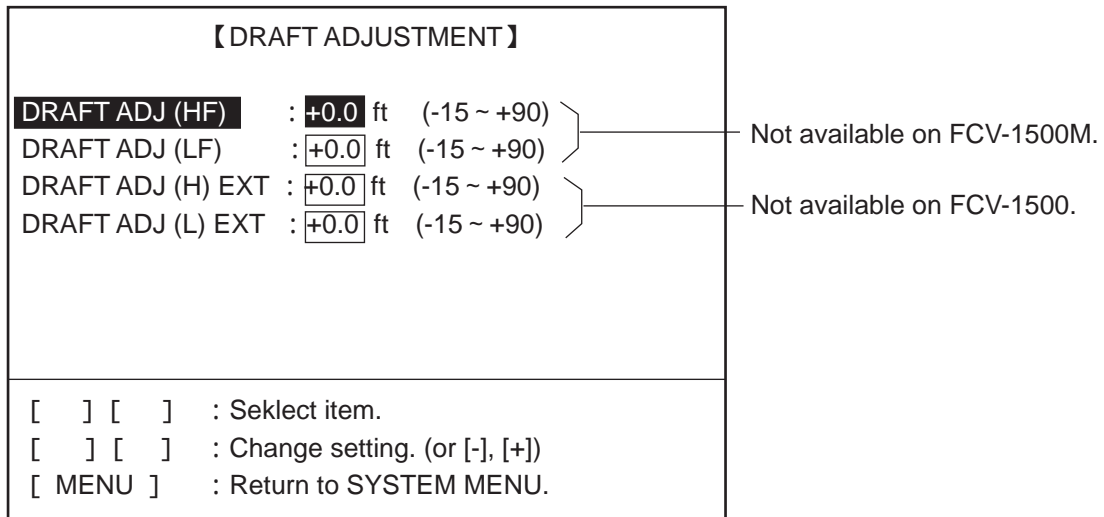 【DRAFT ADJUSTMENT】
DRAFT ADJ (HF) : +0.0 ft (-15 ~ +90)
DRAFT ADJ (LF) : +0.0 ft (-15 ~ +90)
Not available on FCV-1500M.
DRAFT ADJ (H) EXT : +0.0 ft (-15 ~ +90)
DRAFT ADJ (L) EXT : +0.0 ft (-15 ~ +90)
Not available on FCV-1500.
[ ] [ ] : Seklect item.
[ ] [ ] : Change setting. (or [-], [+])
[ MENU ] : Return to SYSTEM MENU.